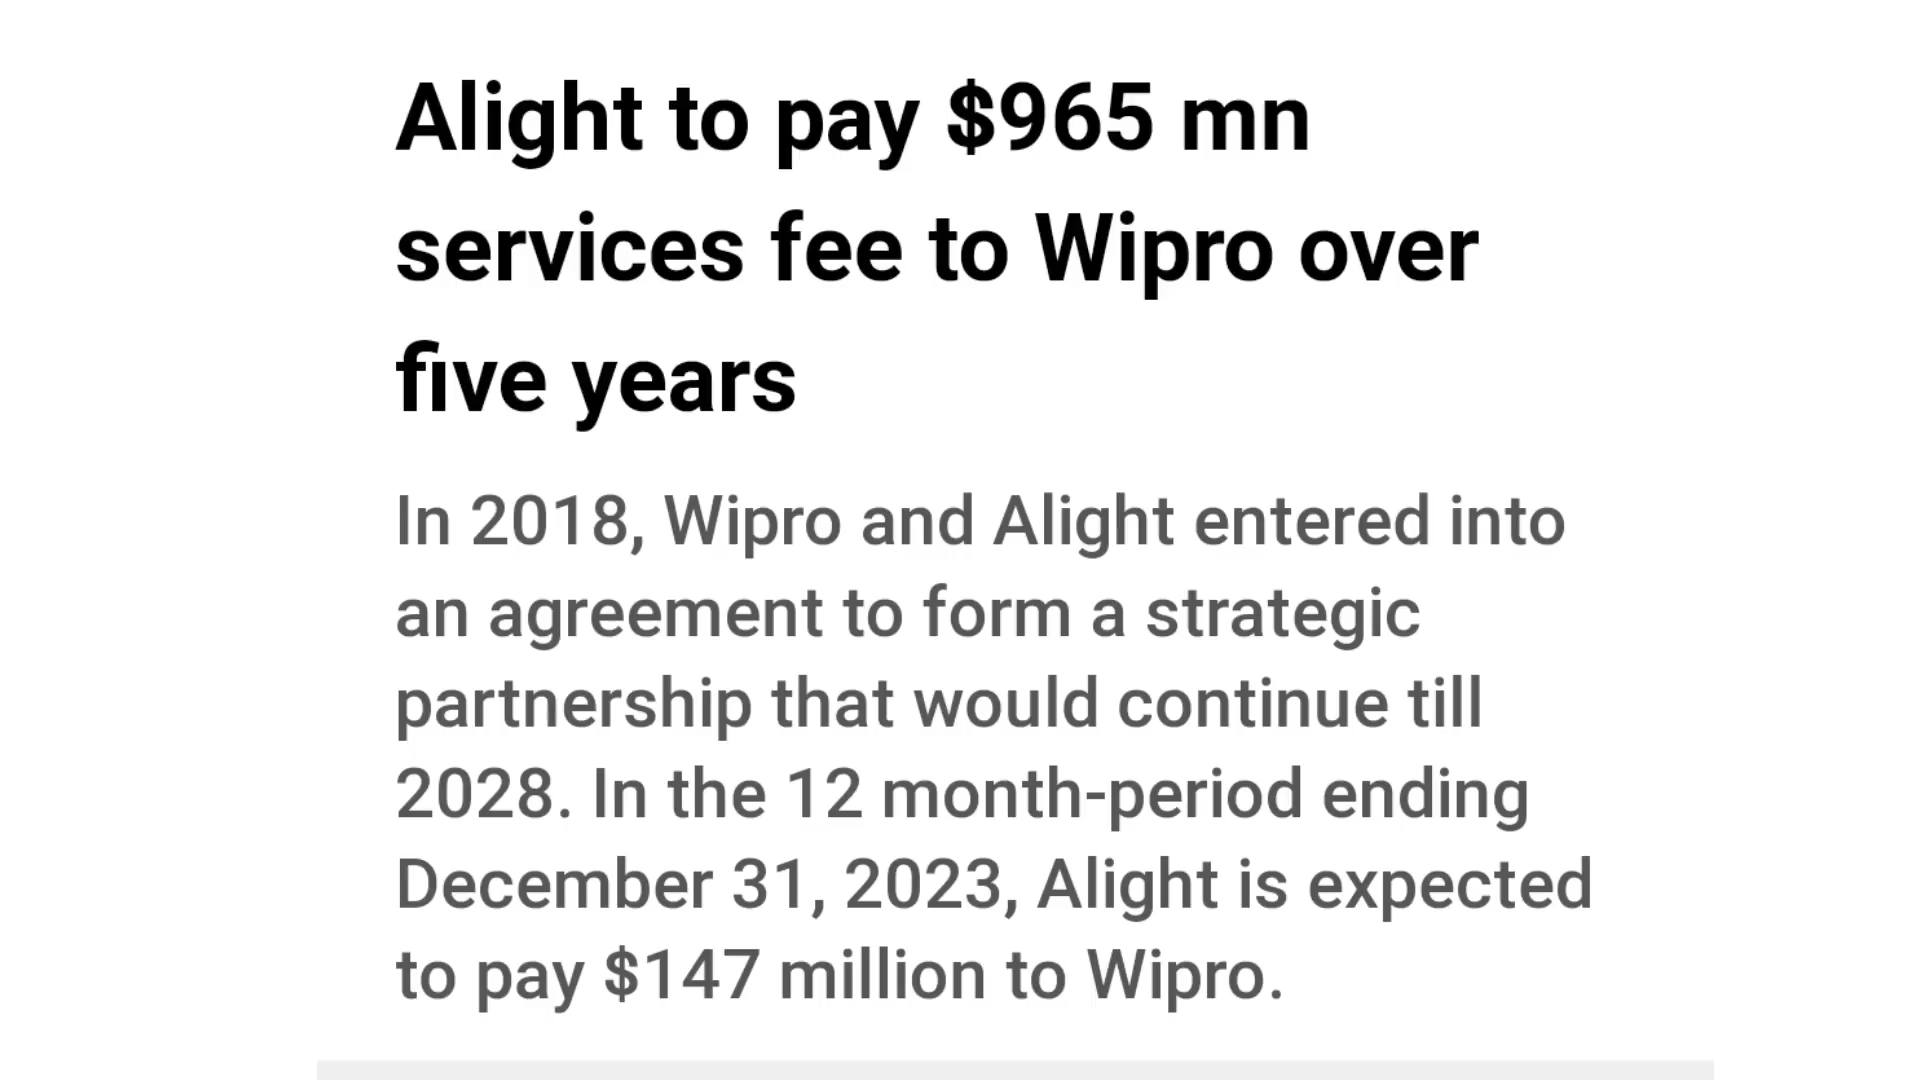 Alight to pay $965 mn
services fee to Wipro over
five years
In 2018, Wipro and Alight entered into
an agreement to form a strategic
partnership that would continue till
2028. In the 12 month-period ending
December 31, 2023, Alight is expected
to pay $147 million to Wipro.